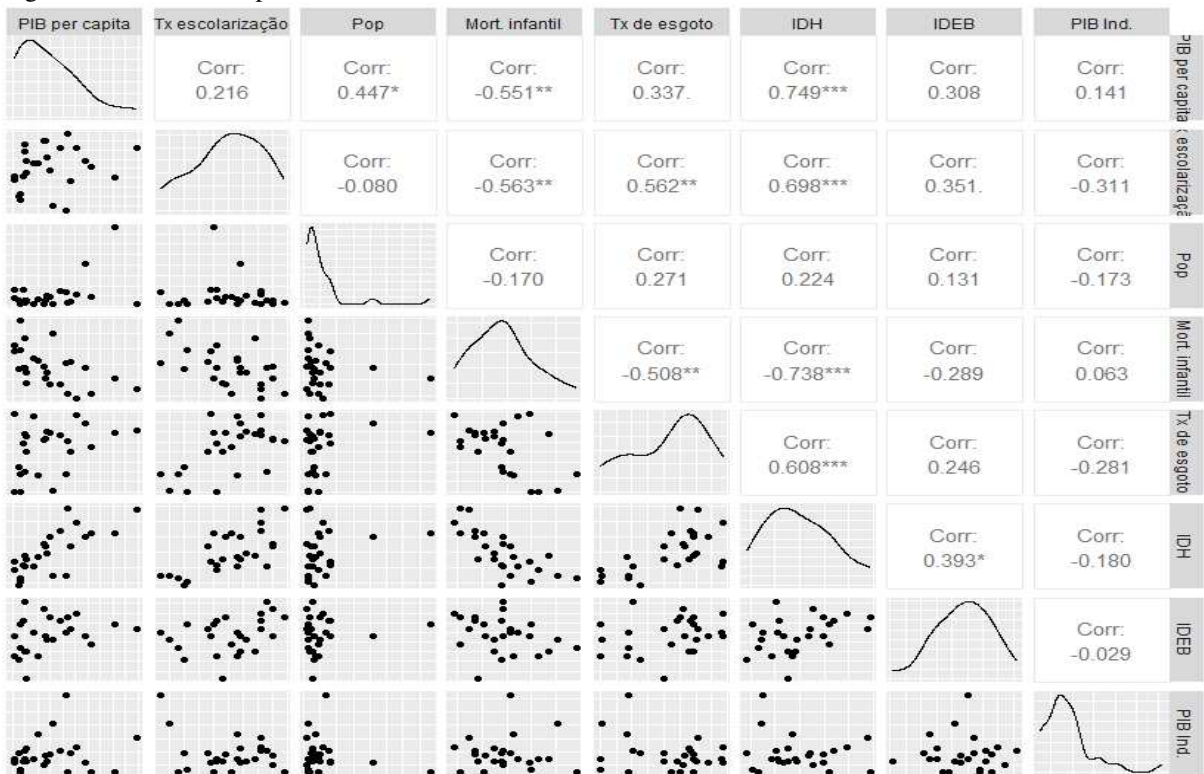 PIB per capita Tx escolarização Pop Mort. infantil Tx de esgoto IDH IDEB PIB Ind.
Corr: Corr: Corr: Corr: Corr: Corr: Corr:
0.216 0.447* -0.551** 0.337. 0.749*** 0.308 0.141
PIB per capita
Corr: Corr: Corr: Corr: Corr: Corr:
-0.080 -0.563** 0.562** 0.698*** 0.351. -0.311
escolarizaçã
Corr: Corr: Corr: Corr: Corr:
-0.170 0.271 0.224 0.131 -0.173
Pop
Corr: Corr: Corr: Corr:
-0.508** -0.738*** -0.289 0.063
Mort. infantil
Corr: Corr: Corr:
0.608*** 0.246 -0.281
Tx de esgoto
Corr: Corr:
0.393* -0.180
IDH
Corr:
-0.029
IDEB
PIB Ind.